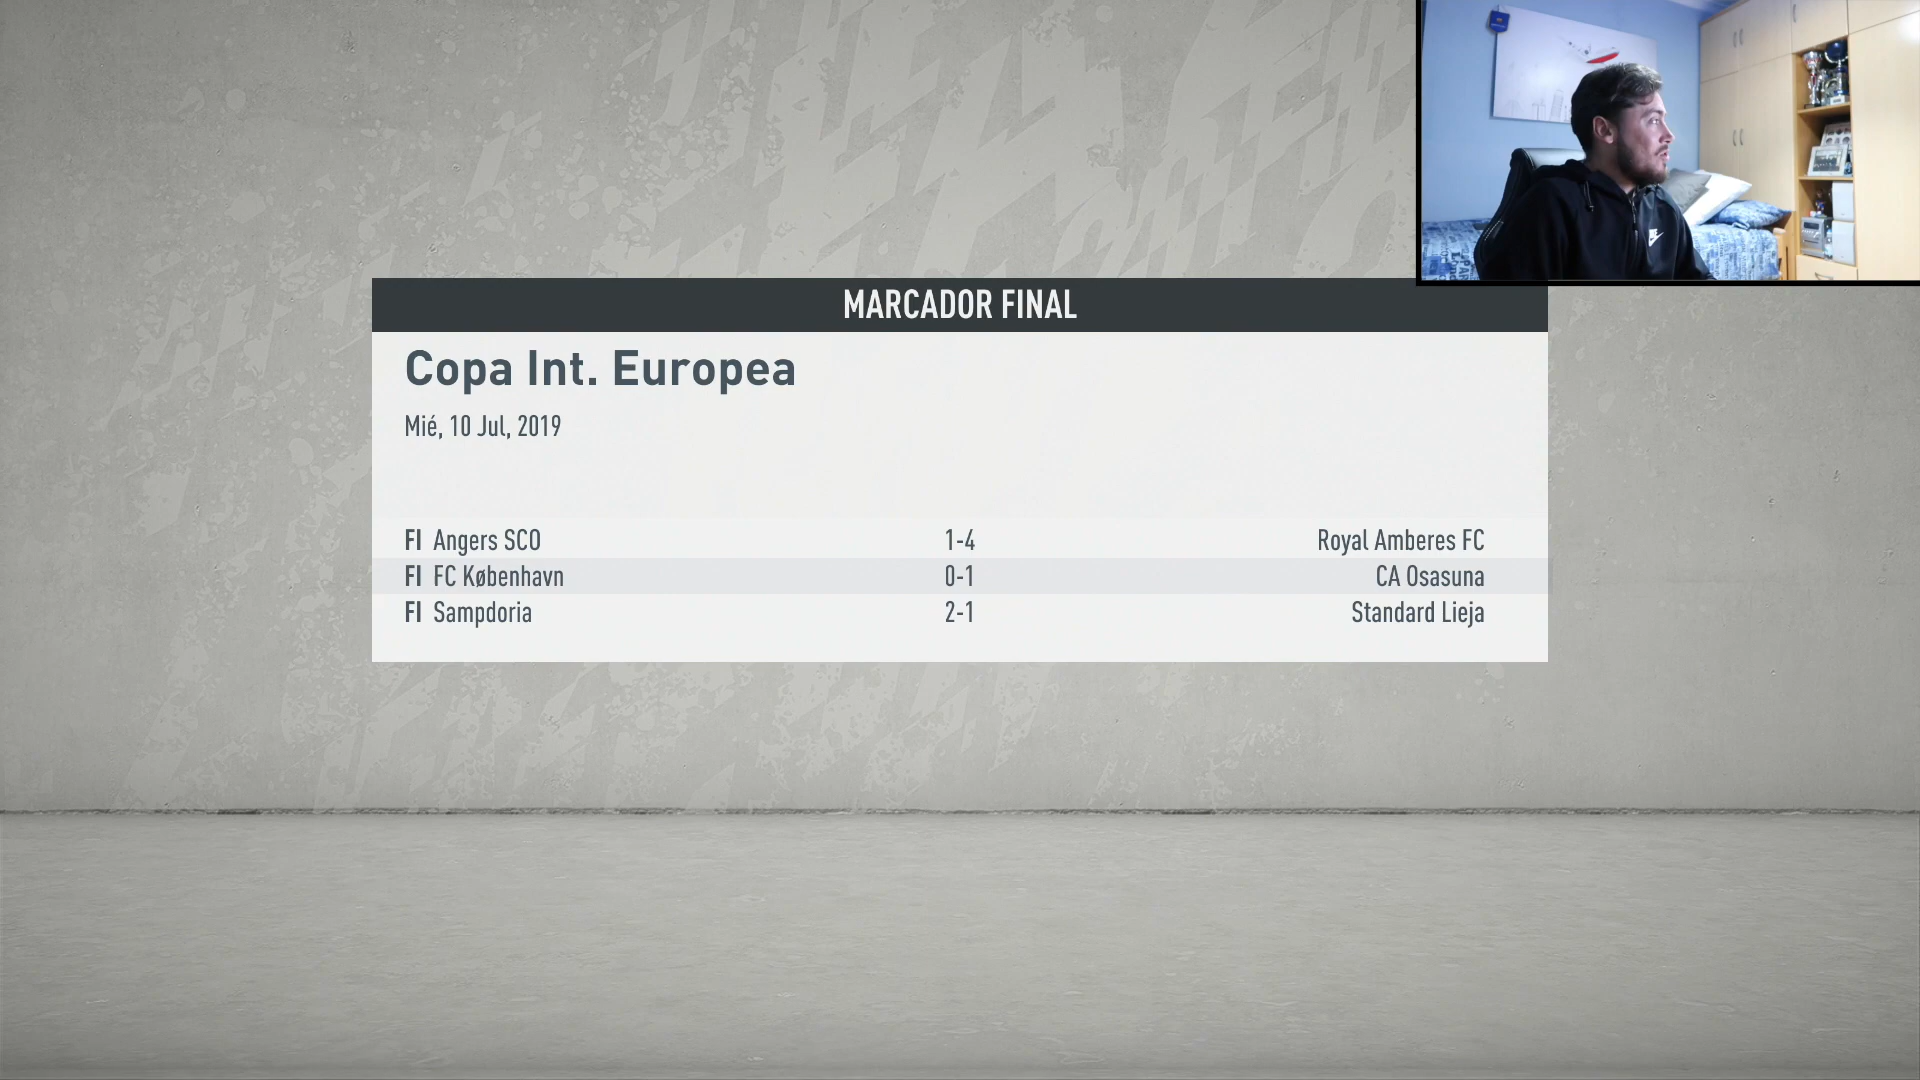 MARCADOR FINAL
Copa Int. Europea
Mié, 10 Jul, 2019
FI Angers SCO 1-4 Royal Amberes FC
FI FC København 0-1 CA Osasuna
FI Sampdoria 2-1 Standard Lieja